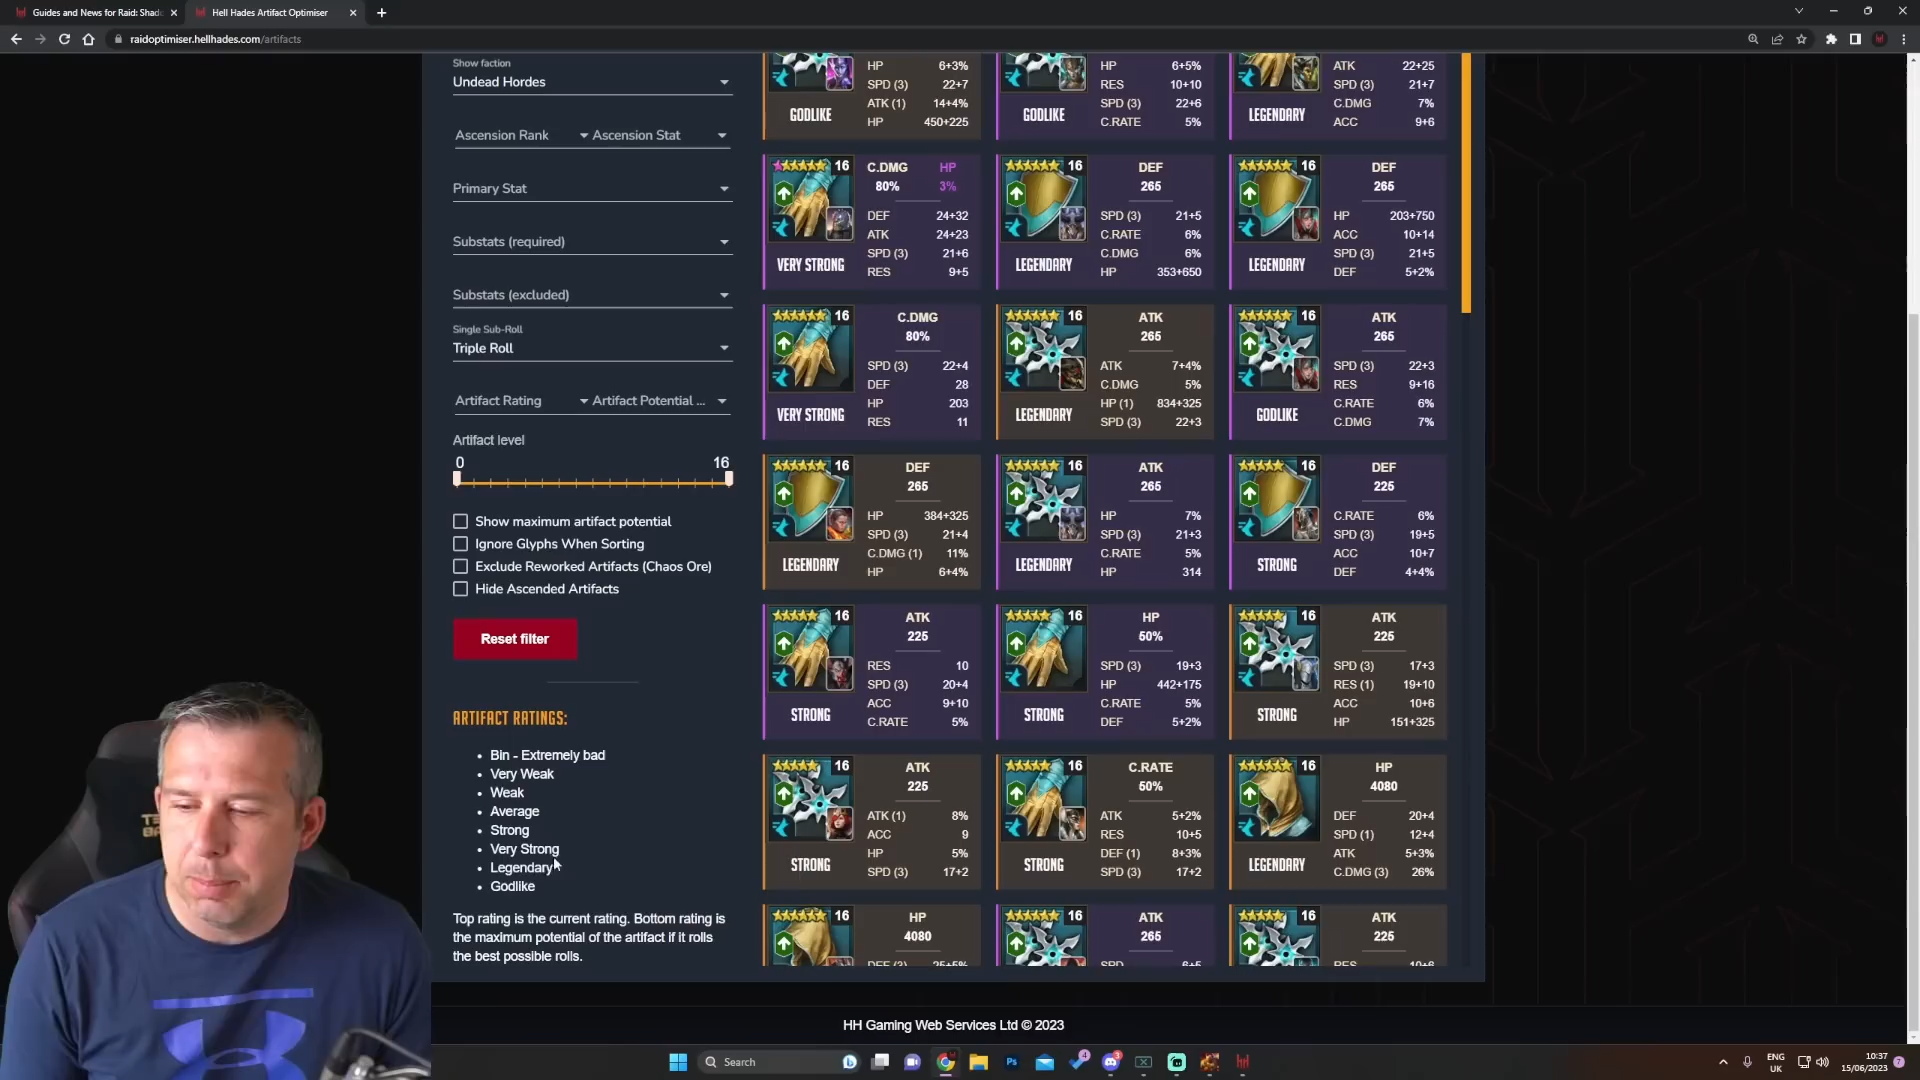 Guides and News for Raid: Shad
Hell Hades Artifact Optimiser
raidoptimiser.hellhades.com/artifacts
Show faction
Undead Hordes
Ascension Rank
Ascension Stat
Primary Stat
Substats (required)
Substats (excluded)
Single Sub-Roll
Triple Roll
Artifact Rating
Artifact Potential ...
Artifact level
0
16
Show maximum artifact potential
Ignore Glyphs When Sorting
Exclude Reworked Artifacts (Chaos Ore)
Hide Ascended Artifacts
Reset filter
ARTIFACT RATINGS:
• Bin - Extremely bad
• Very Weak
• Weak
• Average
• Strong
• Very Strong
• Legendary
• Godlike
Top rating is the current rating. Bottom rating is
the maximum potential of the artifact if it rolls
the best possible rolls.
HP 6+3%
SPD (3) 22+7
ATK (1) 14+4%
HP 450+225
GODLIKE
HP 6+5%
RES 10+10
SPD (3) 22+6
C.RATE 5%
GODLIKE
ATK 22+25
SPD (3) 21+7
C.DMG 7%
ACC 9+6
LEGENDARY
16
C.DMG HP
80% 3%
DEF 24+32
ATK 24+23
SPD (3) 21+6
RES 9+5
VERY STRONG
16
DEF
265
SPD (3) 21+5
C.RATE 6%
C.DMG 6%
HP 353+650
LEGENDARY
16
DEF
265
HP 203+750
ACC 10+14
SPD (3) 21+5
DEF 5+2%
LEGENDARY
16
C.DMG
80%
SPD (3) 22+4
DEF 28
HP 203
RES 11
VERY STRONG
16
ATK
265
ATK 7+4%
C.DMG 5%
HP (1) 834+325
SPD (3) 22+3
LEGENDARY
16
ATK
265
SPD (3) 22+3
RES 9+16
C.RATE 6%
C.DMG 7%
GODLIKE
16
DEF
265
HP 384+325
SPD (3) 21+4
C.DMG (1) 11%
HP 6+4%
LEGENDARY
16
ATK
265
HP 7%
SPD (3) 21+3
C.RATE 5%
HP 314
LEGENDARY
16
DEF
225
C.RATE 6%
SPD (3) 19+5
ACC 10+7
DEF 4+4%
STRONG
16
ATK
225
RES 10
SPD (3) 20+4
ACC 9+10
C.RATE 5%
STRONG
16
HP
50%
SPD (3) 19+3
HP 442+175
C.RATE 5%
DEF 5+2%
STRONG
16
ATK
225
SPD (3) 17+3
RES (1) 19+10
ACC 10+6
HP 151+325
STRONG
16
ATK
225
ATK (1) 8%
ACC 9
HP 5%
SPD (3) 17+2
STRONG
16
C.RATE
50%
ATK 5+2%
RES 10+5
DEF (1) 8+3%
SPD (3) 17+2
STRONG
16
HP
4080
DEF 20+4
SPD (1) 12+4
ATK 5+3%
C.DMG (3) 26%
LEGENDARY
16
HP
4080
DEF (3) 25+5%
16
ATK
265
SPD 6+5
16
ATK
225
RES 10+6
HH Gaming Web Services Ltd © 2023
Search
ENG
UK
10:37
15/06/2023